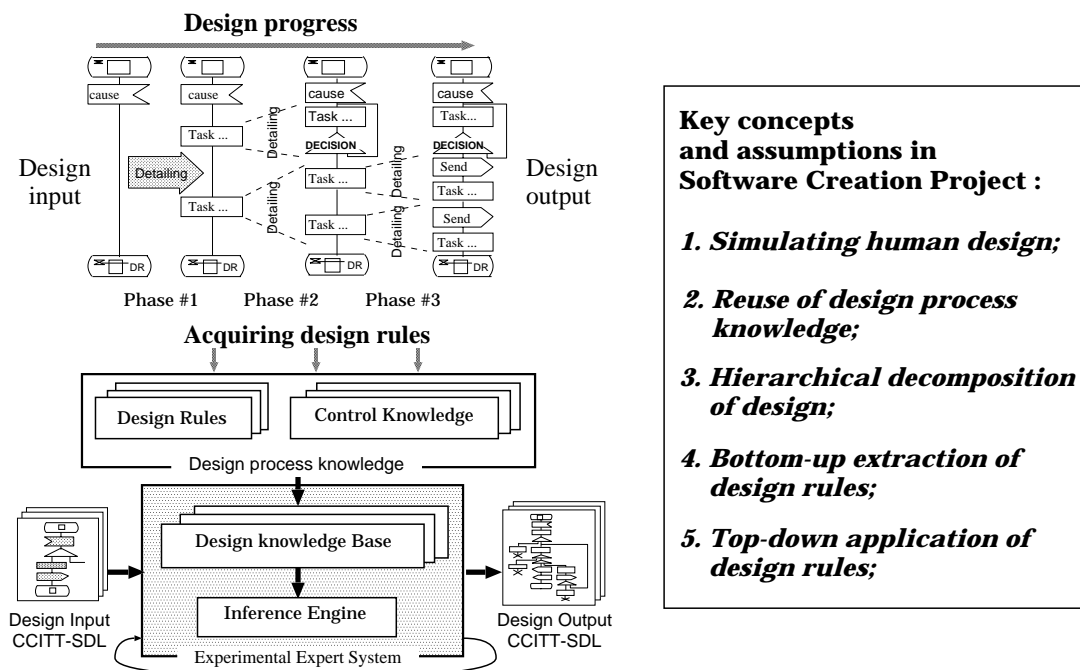 Design progress
cause
cause
cause
cause
Task ...
Task ...
Task ...
DECISION
Task ...
Task ...
Task...
DECISION
Send
Task ...
Send
Task ...
Detailing
Detailing
Detailing
Detailing
Detailing
Design
input
Design
output
DR
DR
DR
DR
Phase #1
Phase #2
Phase #3
Acquiring design rules
Design Rules
Control Knowledge
Design process knowledge
Design knowledge Base
Inference Engine
Experimental Expert System
Design Input
CCITT-SDL
Design Output
CCITT-SDL
Key concepts
and assumptions in
Software Creation Project :
1. Simulating human design;
2. Reuse of design process
knowledge;
3. Hierarchical decomposition
of design;
4. Bottom-up extraction of
design rules;
5. Top-down application of
design rules;